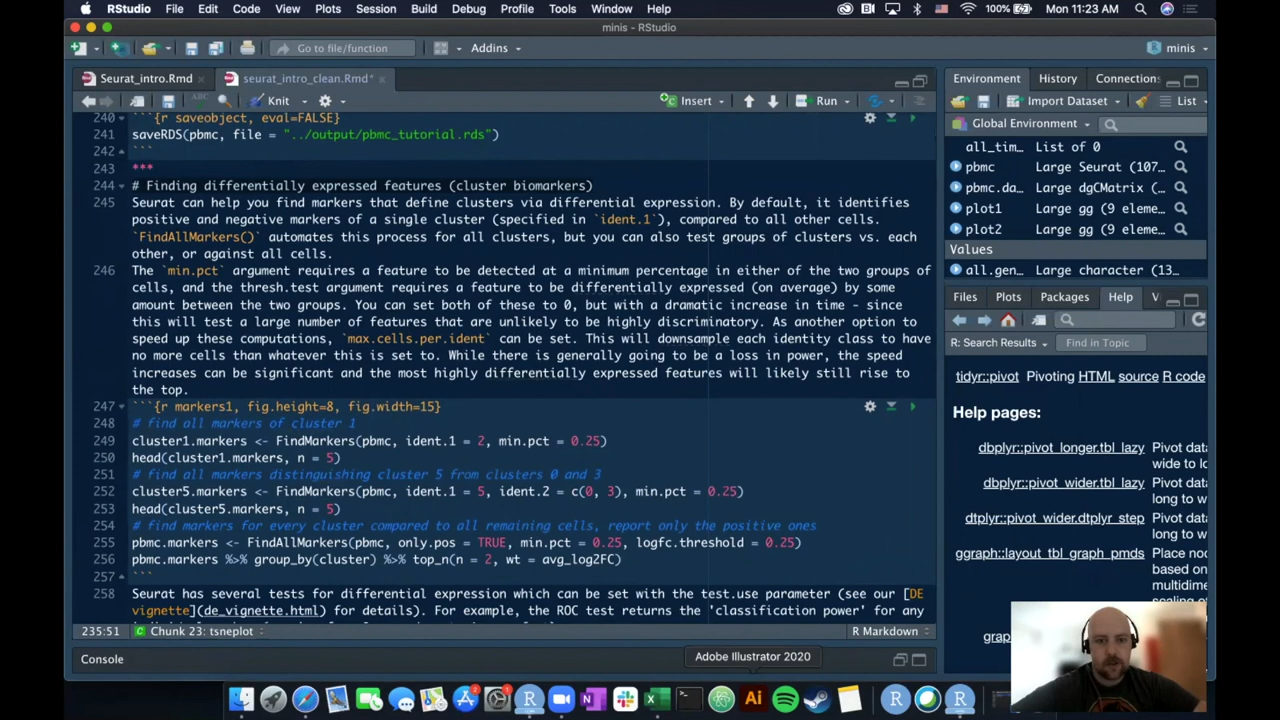 RStudio File Edit Code View Plots Session Build Debug Profile Tools Window Help 100% Mon 11:23 AM
minis - RStudio
Go to file/function Addins minis
Seurat_intro.Rmd seurat_intro_clean.Rmd*
Knit Insert Run
240 ```{r saveobject, eval=FALSE}
241 saveRDS(pbmc, file = "../output/pbmc_tutorial.rds")
242 ```
243 ***
244 # Finding differentially expressed features (cluster biomarkers)
245 Seurat can help you find markers that define clusters via differential expression. By default, it identifies
positive and negative markers of a single cluster (specified in `ident.1`), compared to all other cells.
`FindAllMarkers()` automates this process for all clusters, but you can also test groups of clusters vs. each
other, or against all cells.
246 The `min.pct` argument requires a feature to be detected at a minimum percentage in either of the two groups of
cells, and the thresh.test argument requires a feature to be differentially expressed (on average) by some
amount between the two groups. You can set both of these to 0, but with a dramatic increase in time - since
this will test a large number of features that are unlikely to be highly discriminatory. As another option to
speed up these computations, `max.cells.per.ident` can be set. This will downsample each identity class to have
no more cells than whatever this is set to. While there is generally going to be a loss in power, the speed
increases can be significant and the most highly differentially expressed features will likely still rise to
the top.
247 ```{r markers1, fig.height=8, fig.width=15}
248 # find all markers of cluster 1
249 cluster1.markers <- FindMarkers(pbmc, ident.1 = 2, min.pct = 0.25)
250 head(cluster1.markers, n = 5)
251 # find all markers distinguishing cluster 5 from clusters 0 and 3
252 cluster5.markers <- FindMarkers(pbmc, ident.1 = 5, ident.2 = c(0, 3), min.pct = 0.25)
253 head(cluster5.markers, n = 5)
254 # find markers for every cluster compared to all remaining cells, report only the positive ones
255 pbmc.markers <- FindAllMarkers(pbmc, only.pos = TRUE, min.pct = 0.25, logfc.threshold = 0.25)
256 pbmc.markers %>% group_by(cluster) %>% top_n(n = 2, wt = avg_log2FC)
257 ```
258 Seurat has several tests for differential expression which can be set with the test.use parameter (see our [DE
vignette](de_vignette.html) for details). For example, the ROC test returns the 'classification power' for any
235:51 Chunk 23: tsneplot R Markdown
Console
Adobe Illustrator 2020
Environment History Connections
Import Dataset List
Global Environment
all_tim… List of 0
pbmc Large Seurat (107…
pbmc.da… Large dgCMatrix (…
plot1 Large gg (9 eleme…
plot2 Large gg (9 eleme…
Values
all.gen… Large character (13…
Files Plots Packages Help V
R: Search Results Find in Topic
tidyr::pivot Pivoting HTML source R code
Help pages:
dbplyr::pivot_longer.tbl_lazy Pivot data
wide to lo
dbplyr::pivot_wider.tbl_lazy Pivot data
long to w
dtplyr::pivot_wider.dtplyr_step Pivot data
long to w
ggraph::layout_tbl_graph_pmds Place nod
based on
multidime
scaling o
grap